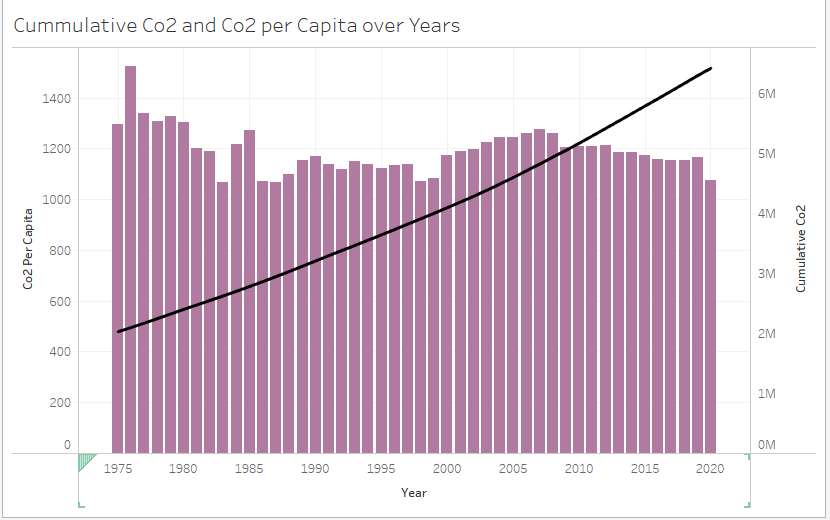 Cummulative Co2 and Co2 per Capita over Years
1400
1200
1000
800
600
400
200
0
Co2 Per Capita
6M
5M
4M
3M
2M
1M
0M
Cumulative Co2
1975 1980 1985 1990 1995 2000 2005 2010 2015 2020
Year